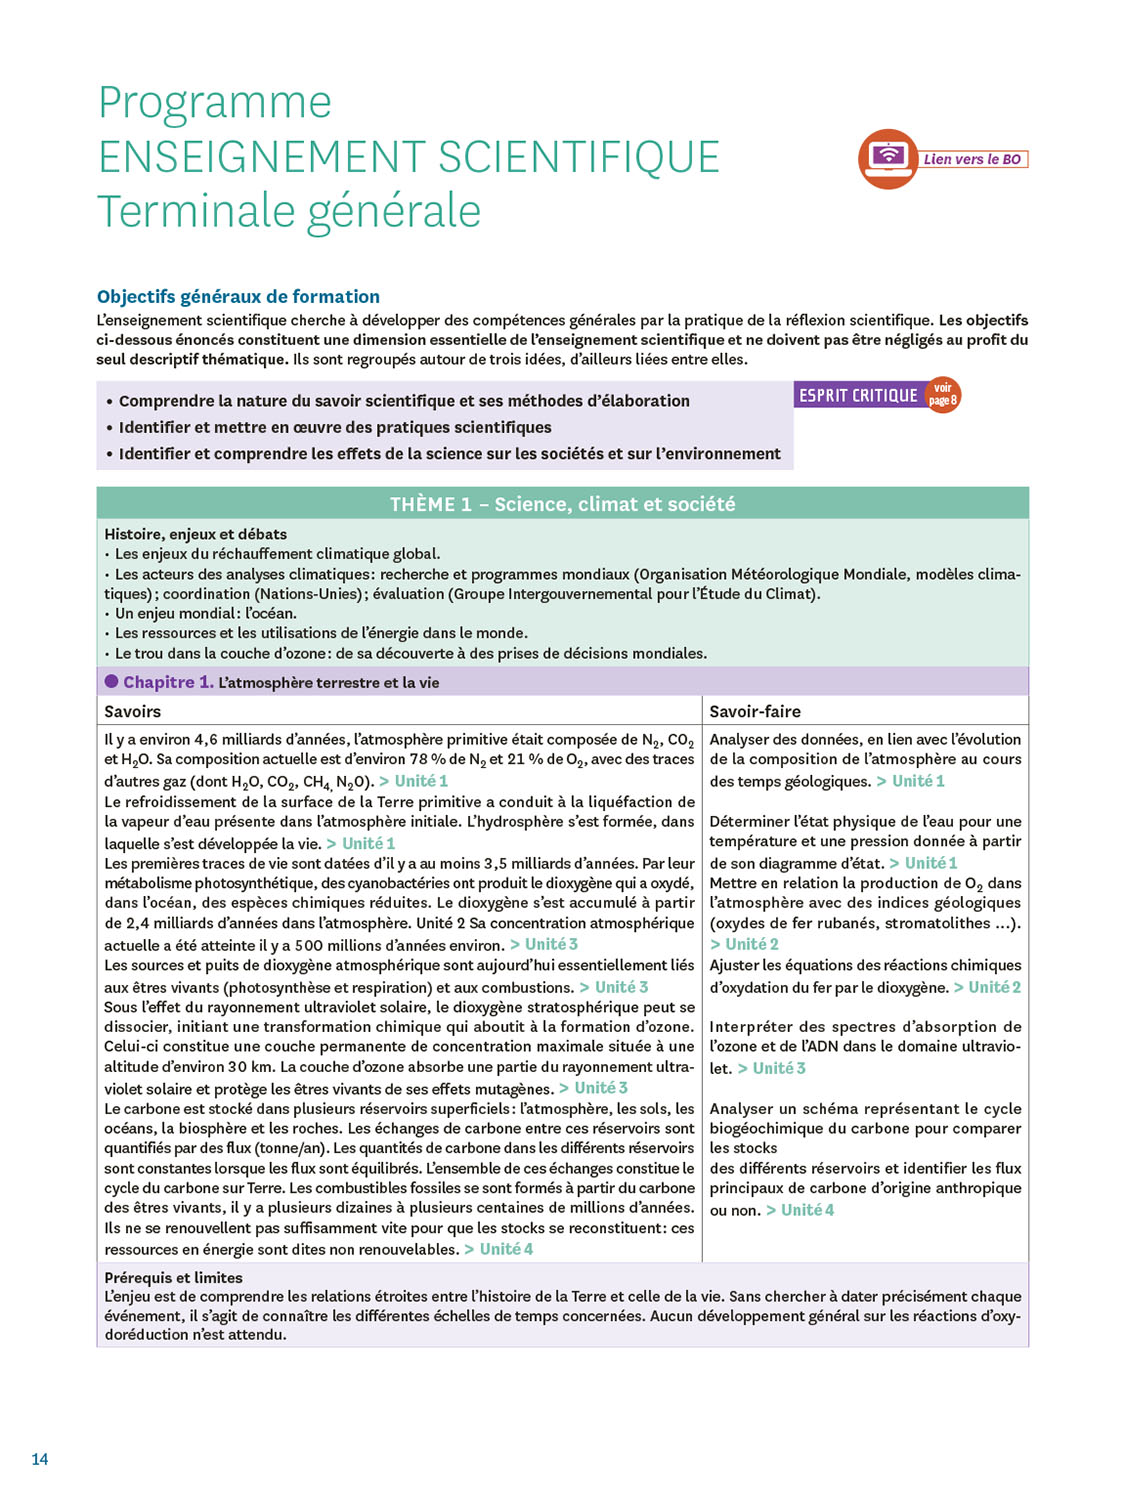 Programme
ENSEIGNEMENT SCIENTIFIQUE
Terminale générale
Lien vers le BO
Objectifs généraux de formation
L'enseignement scientifique cherche à développer des compétences générales par la pratique de la réflexion scientifique. Les objectifs
ci-dessous énoncés constituent une dimension essentielle de l'enseignement scientifique et ne doivent pas être négligés au profit du
seul descriptif thématique. Ils sont regroupés autour de trois idées, d'ailleurs liées entre elles.
• Comprendre la nature du savoir scientifique et ses méthodes d'élaboration
• Identifier et mettre en œuvre des pratiques scientifiques
• Identifier et comprendre les effets de la science sur les sociétés et sur l'environnement
ESPRIT CRITIQUE
voir
page 8
THÈME 1 – Science, climat et société
Histoire, enjeux et débats
• Les enjeux du réchauffement climatique global.
• Les acteurs des analyses climatiques : recherche et programmes mondiaux (Organisation Météorologique Mondiale, modèles clima-
tiques) ; coordination (Nations-Unies) ; évaluation (Groupe Intergouvernemental pour l'Étude du Climat).
• Un enjeu mondial : l'océan.
• Les ressources et les utilisations de l'énergie dans le monde.
• Le trou dans la couche d'ozone : de sa découverte à des prises de décisions mondiales.
Chapitre 1. L'atmosphère terrestre et la vie
Savoirs
Il y a environ 4,6 milliards d'années, l'atmosphère primitive était composée de N₂, CO₂
et H₂O. Sa composition actuelle est d'environ 78 % de N₂ et 21 % de O₂, avec des traces
d'autres gaz (dont H₂O, CO₂, CH₄, N₂O). > Unité 1
Le refroidissement de la surface de la Terre primitive a conduit à la liquéfaction de
la vapeur d'eau présente dans l'atmosphère initiale. L'hydrosphère s'est formée, dans
laquelle s'est développée la vie. > Unité 1
Les premières traces de vie sont datées d'il y a au moins 3,5 milliards d'années. Par leur
métabolisme photosynthétique, des cyanobactéries ont produit le dioxygène qui a oxydé,
dans l'océan, des espèces chimiques réduites. Le dioxygène s'est accumulé à partir
de 2,4 milliards d'années dans l'atmosphère. Unité 2 Sa concentration atmosphérique
actuelle a été atteinte il y a 500 millions d'années environ. > Unité 3
Les sources et puits de dioxygène atmosphérique sont aujourd'hui essentiellement liés
aux êtres vivants (photosynthèse et respiration) et aux combustions. > Unité 3
Sous l'effet du rayonnement ultraviolet solaire, le dioxygène stratosphérique peut se
dissocier, initiant une transformation chimique qui aboutit à la formation d'ozone.
Celui-ci constitue une couche permanente de concentration maximale située à une
altitude d'environ 30 km. La couche d'ozone absorbe une partie du rayonnement ultra-
violet solaire et protège les êtres vivants de ses effets mutagènes. > Unité 3
Le carbone est stocké dans plusieurs réservoirs superficiels : l'atmosphère, les sols, les
océans, la biosphère et les roches. Les échanges de carbone entre ces réservoirs sont
quantifiés par des flux (tonne/an). Les quantités de carbone dans les différents réservoirs
sont constantes lorsque les flux sont équilibrés. L'ensemble de ces échanges constitue le
cycle du carbone sur Terre. Les combustibles fossiles se sont formés à partir du carbone
des êtres vivants, il y a plusieurs dizaines à plusieurs centaines de millions d'années.
Ils ne se renouvellent pas suffisamment vite pour que les stocks se reconstituent : ces
ressources en énergie sont dites non renouvelables. > Unité 4
Savoir-faire
Analyser des données, en lien avec l'évolution
de la composition de l'atmosphère au cours
des temps géologiques. > Unité 1
Déterminer l'état physique de l'eau pour une
température et une pression donnée à partir
de son diagramme d'état. > Unité 1
Mettre en relation la production de O₂ dans
l'atmosphère avec des indices géologiques
(oxydes de fer rubanés, stromatolithes ...).
> Unité 2
Ajuster les équations des réactions chimiques
d'oxydation du fer par le dioxygène. > Unité 2
Interpréter des spectres d'absorption de
l'ozone et de l'ADN dans le domaine ultravio-
let. > Unité 3
Analyser un schéma représentant le cycle
biogéochimique du carbone pour comparer
les stocks
des différents réservoirs et identifier les flux
principaux de carbone d'origine anthropique
ou non. > Unité 4
Prérequis et limites
L'enjeu est de comprendre les relations étroites entre l'histoire de la Terre et celle de la vie. Sans chercher à dater précisément chaque
événement, il s'agit de connaître les différentes échelles de temps concernées. Aucun développement général sur les réactions d'oxy-
doréduction n'est attendu.
14